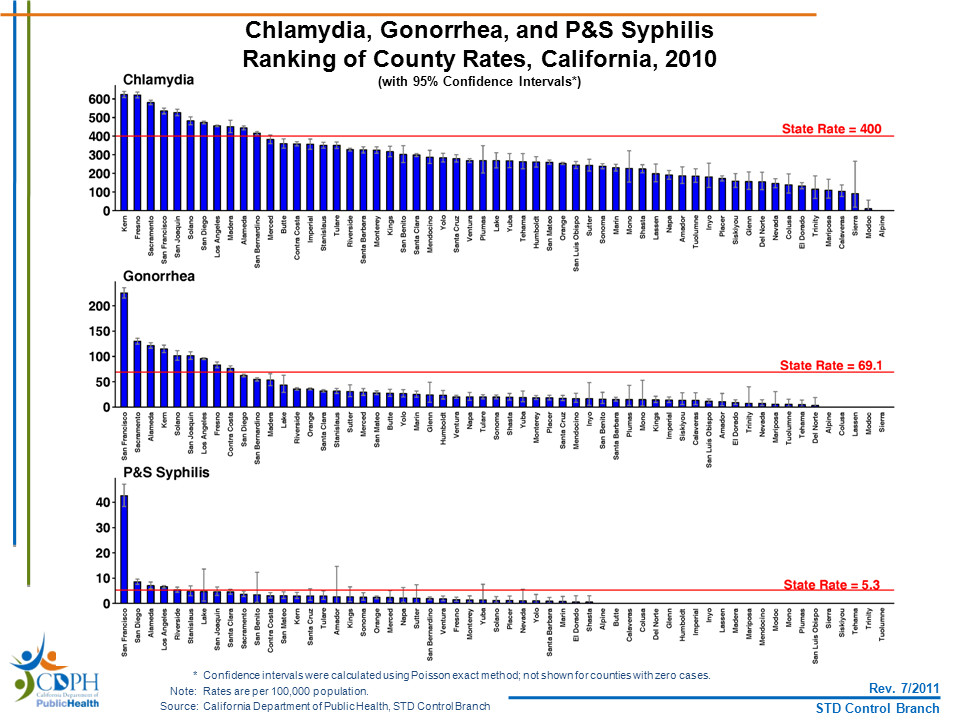 Chlamydia, Gonorrhea, and P&S Syphilis
Ranking of County Rates, California, 2010
(with 95% Confidence Intervals*)
Chlamydia
600
500
400
300
200
100
0
State Rate = 400
Kern Fresno Sacramento San Francisco San Joaquin Solano San Diego Los Angeles Madera Alameda San Bernardino Merced Butte Contra Costa Imperial Stanislaus Tulare Riverside Santa Barbara Monterey Kings San Benito Santa Clara Mendocino Yolo Santa Cruz Ventura Plumas Lake Yuba Tehama Humboldt San Mateo Orange San Luis Obispo Sutter Sonoma Marin Mono Shasta Lassen Napa Amador Tuolumne Inyo Placer Siskiyou Glenn Del Norte Nevada Colusa El Dorado Trinity Mariposa Calaveras Sierra Modoc Alpine
Gonorrhea
200
150
100
50
0
State Rate = 69.1
San Francisco Sacramento Alameda Kern Solano San Joaquin Los Angeles Fresno Contra Costa San Diego San Bernardino Madera Lake Riverside Orange Santa Clara Stanislaus Sutter Merced San Mateo Butte Yolo Marin Glenn Humboldt Ventura Napa Tulare Sonoma Shasta Yuba Monterey Placer Santa Cruz Mendocino Inyo San Benito Santa Barbara Plumas Mono Kings Imperial Siskiyou Calaveras San Luis Obispo Amador El Dorado Trinity Nevada Mariposa Tuolumne Tehama Del Norte Alpine Colusa Lassen Modoc Sierra
P&S Syphilis
40
30
20
10
0
State Rate = 5.3
San Francisco San Diego Alameda Los Angeles Riverside Fresno Lake San Joaquin Santa Clara Sacramento San Benito Contra Costa San Mateo Kern Santa Cruz Tulare Amador Kings Sonoma Orange Merced Napa Sutter San Bernardino Ventura Fresno Monterey Yuba Solano Placer Nevada Yolo Santa Barbara Marin El Dorado Shasta Alpine Butte Calaveras Colusa Del Norte Glenn Humboldt Imperial Inyo Lassen Madera Mariposa Mendocino Modoc Mono Plumas San Luis Obispo Sierra Siskiyou Tehama Trinity Tuolumne
* Confidence intervals were calculated using Poisson exact method; not shown for counties with zero cases.
Note: Rates are per 100,000 population.
Source: California Department of Public Health, STD Control Branch
CDPH
California Department of
PublicHealth
Rev. 7/2011
STD Control Branch